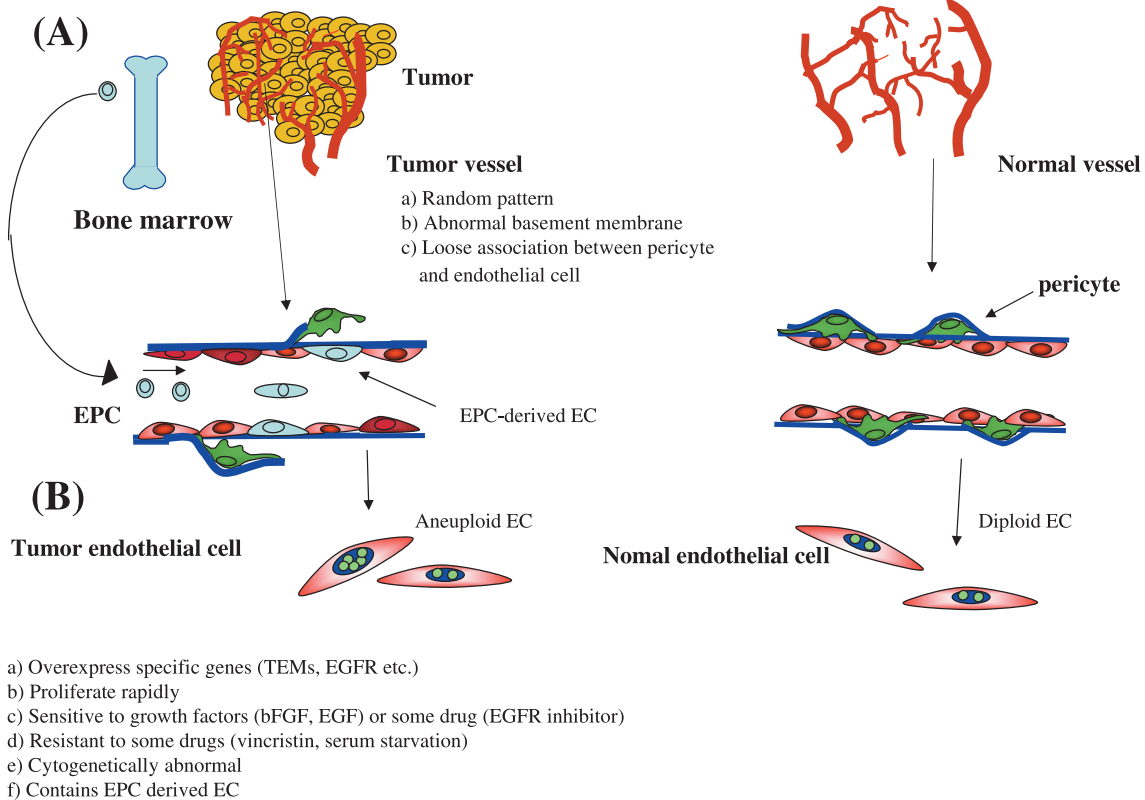 (A)
Tumor
Bone marrow
Tumor vessel
a) Random pattern
b) Abnormal basement membrane
c) Loose association between pericyte
and endothelial cell
Normal vessel
pericyte
EPC
EPC-derived EC
(B)
Tumor endothelial cell
Aneuploid EC
Nomal endothelial cell
Diploid EC
a) Overexpress specific genes (TEMs, EGFR etc.)
b) Proliferate rapidly
c) Sensitive to growth factors (bFGF, EGF) or some drug (EGFR inhibitor)
d) Resistant to some drugs (vincristin, serum starvation)
e) Cytogenetically abnormal
f) Contains EPC derived EC